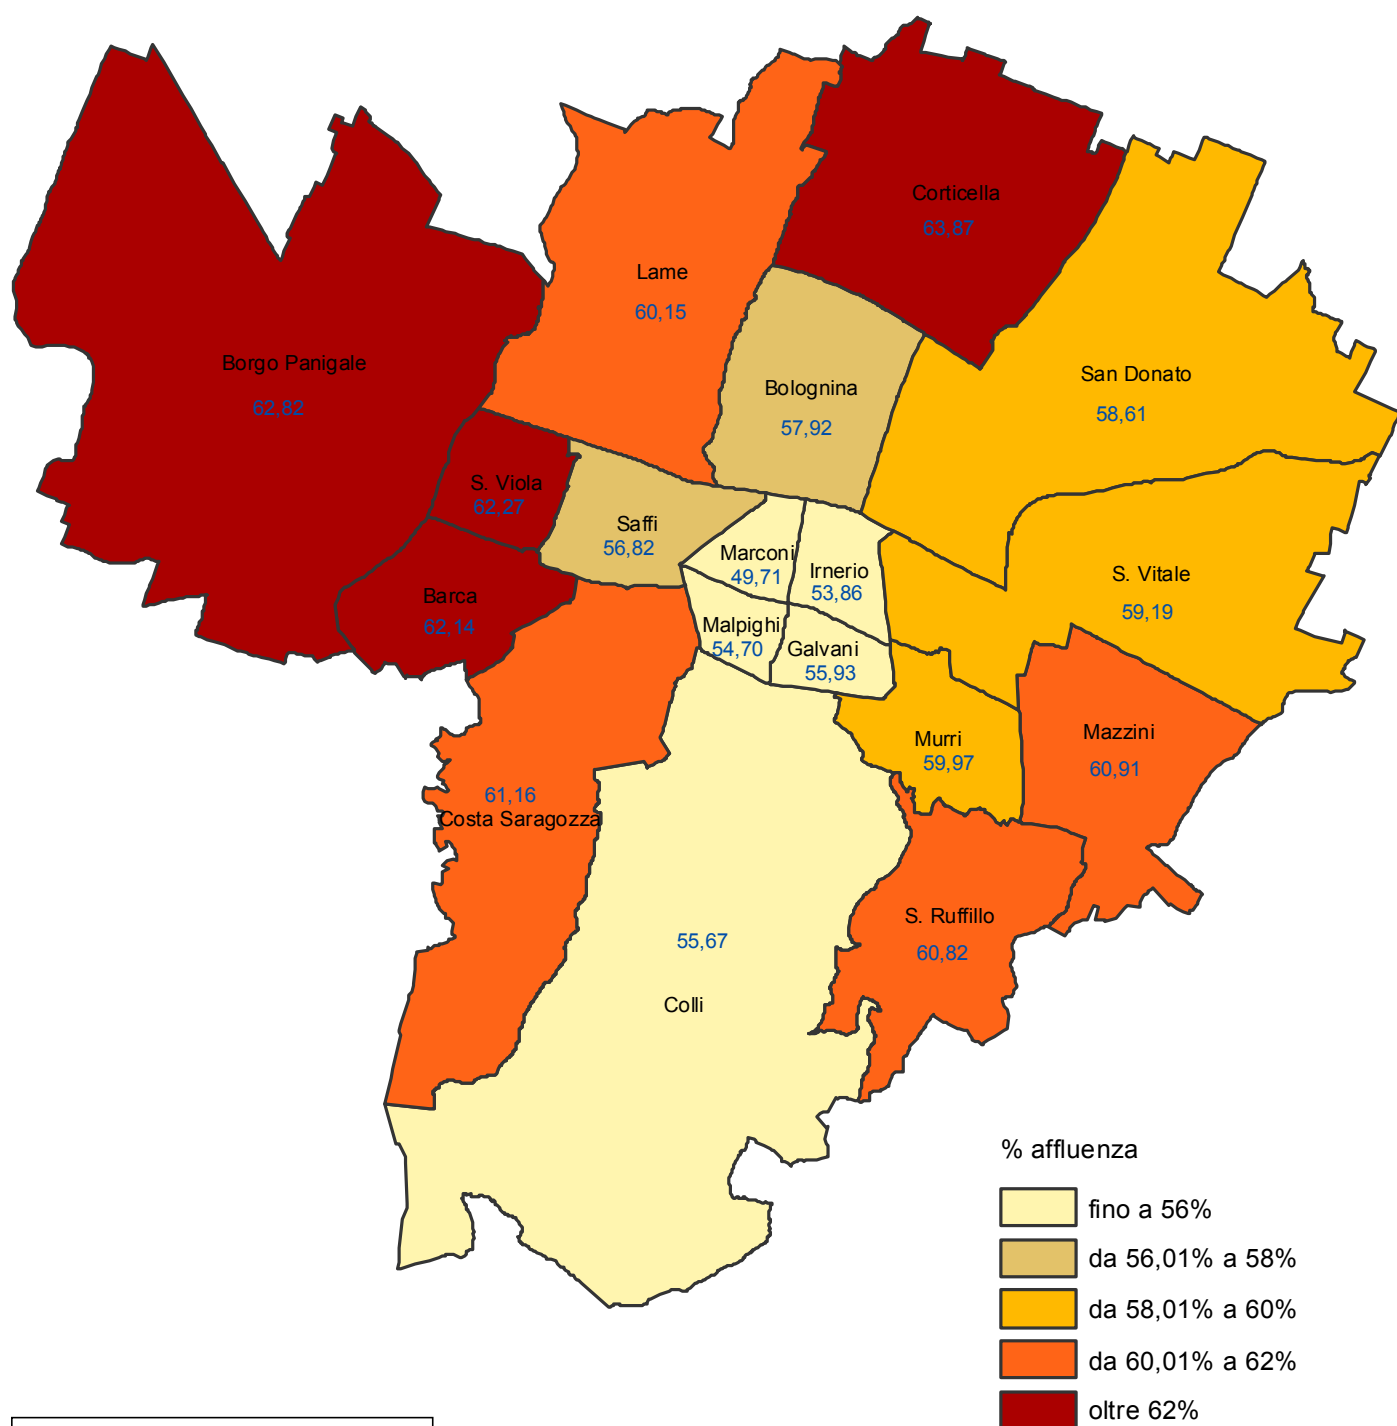 Corticella
63,87
Lame
60,15
Borgo Panigale
62,82
San Donato
58,61
Bolognina
57,92
S. Viola
62,27
Saffi
56,82
Marconi
49,71
Irnerio
53,86
S. Vitale
59,19
Barca
62,14
Malpighi
54,70
Galvani
55,93
Murri
59,97
Mazzini
60,91
61,16
Costa Saragozza
S. Ruffillo
60,82
55,67
Colli
% affluenza
fino a 56%
da 56,01% a 58%
da 58,01% a 60%
da 60,01% a 62%
oltre 62%